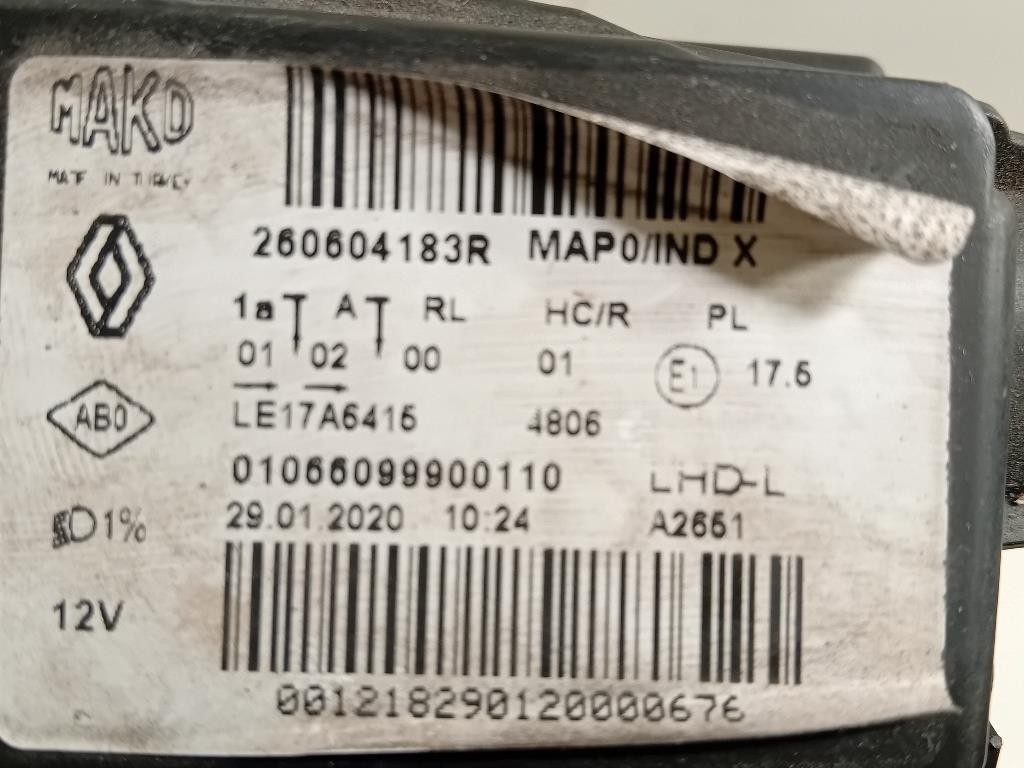 MAKO
MADE IN TURKEY
260604183R MAP0/IND X
1a A RL HC/R PL
01 02 00 01 E1 17.6
AB0
LE17A6416 4806
01066099900110 LHD-L
1% 29.01.2020 10:24 A2661
12V
001218290120000676